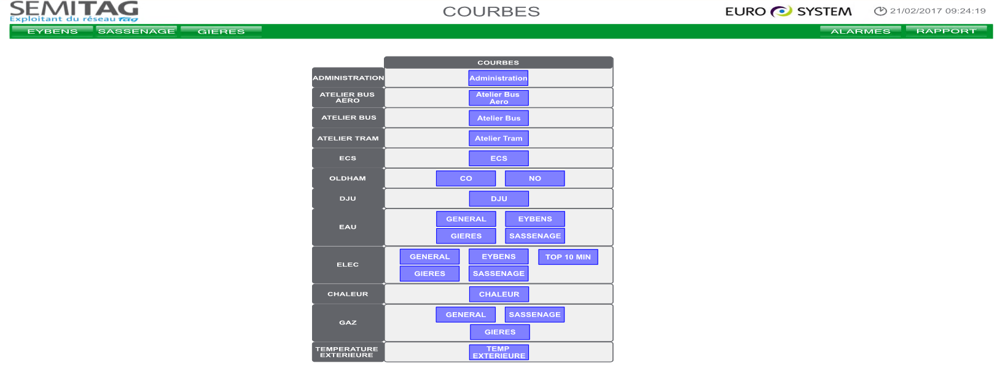 SEMITAG
Exploitant du réseau tag
COURBES
EURO SYSTEM
21/02/2017 09:24:19
EYBENS SASSENAGE GIERES ALARMES RAPPORT
COURBES
ADMINISTRATION Administration
ATELIER BUS
AERO
Atelier Bus
Aero
ATELIER BUS Atelier Bus
ATELIER TRAM Atelier Tram
ECS ECS
OLDHAM CO NO
DJU DJU
EAU
GENERAL EYBENS
GIERES SASSENAGE
ELEC
GENERAL EYBENS TOP 10 MIN
GIERES SASSENAGE
CHALEUR CHALEUR
GAZ
GENERAL SASSENAGE
GIERES
TEMPERATURE
EXTERIEURE
TEMP
EXTERIEURE